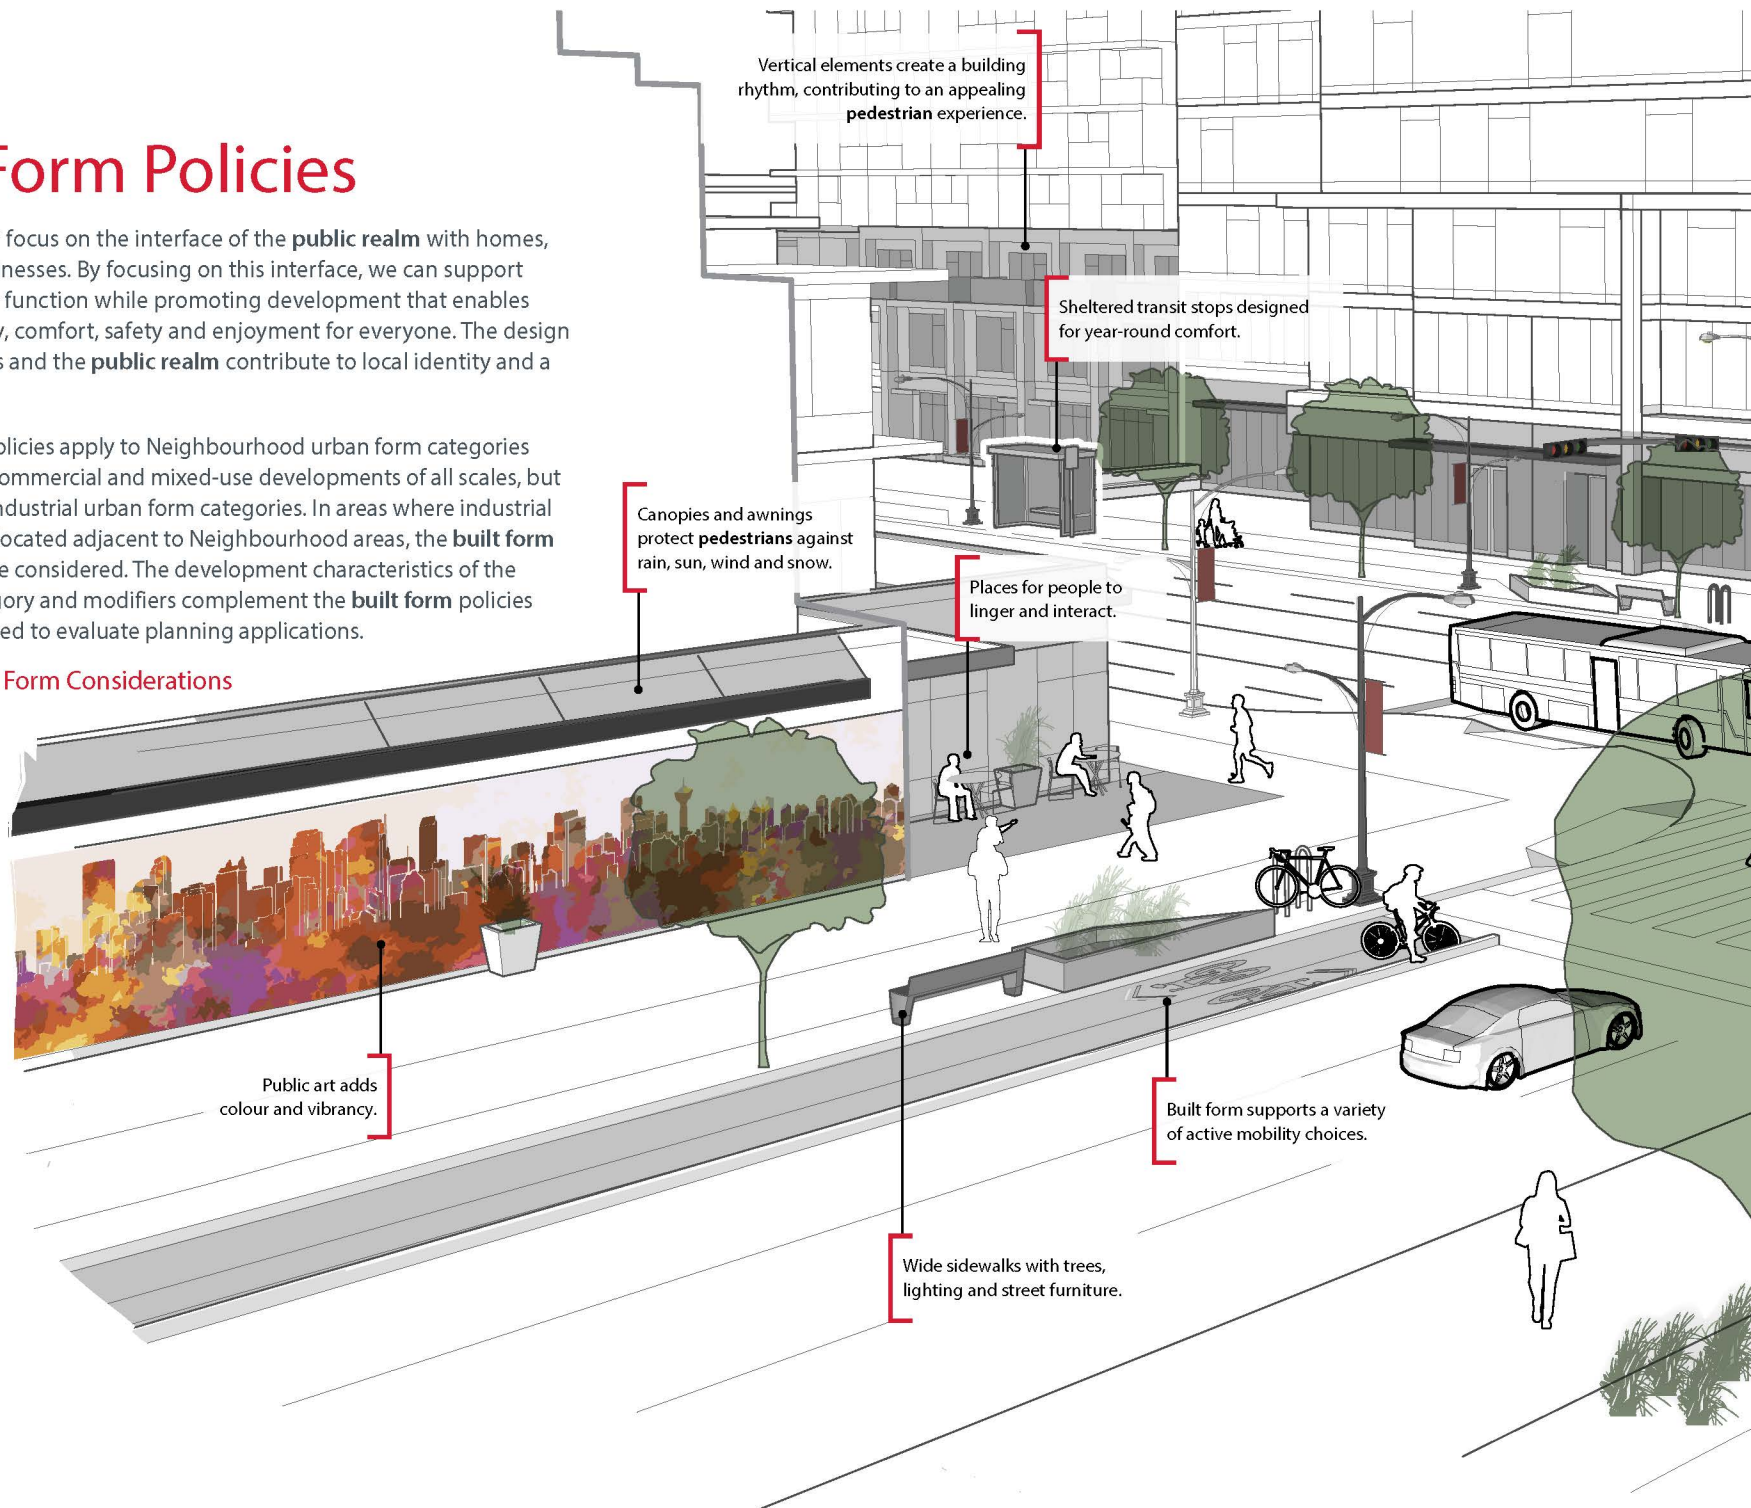 Form Policies
focus on the interface of the public realm with homes,
nesses. By focusing on this interface, we can support
function while promoting development that enables
y, comfort, safety and enjoyment for everyone. The design
s and the public realm contribute to local identity and a
olicies apply to Neighbourhood urban form categories
ommercial and mixed-use developments of all scales, but
ndustrial urban form categories. In areas where industrial
ocated adjacent to Neighbourhood areas, the built form
e considered. The development characteristics of the
gory and modifiers complement the built form policies
ed to evaluate planning applications.
Form Considerations
Vertical elements create a building
rhythm, contributing to an appealing
pedestrian experience.
Sheltered transit stops designed
for year-round comfort.
Canopies and awnings
protect pedestrians against
rain, sun, wind and snow.
Places for people to
linger and interact.
Public art adds
colour and vibrancy.
Built form supports a variety
of active mobility choices.
Wide sidewalks with trees,
lighting and street furniture.